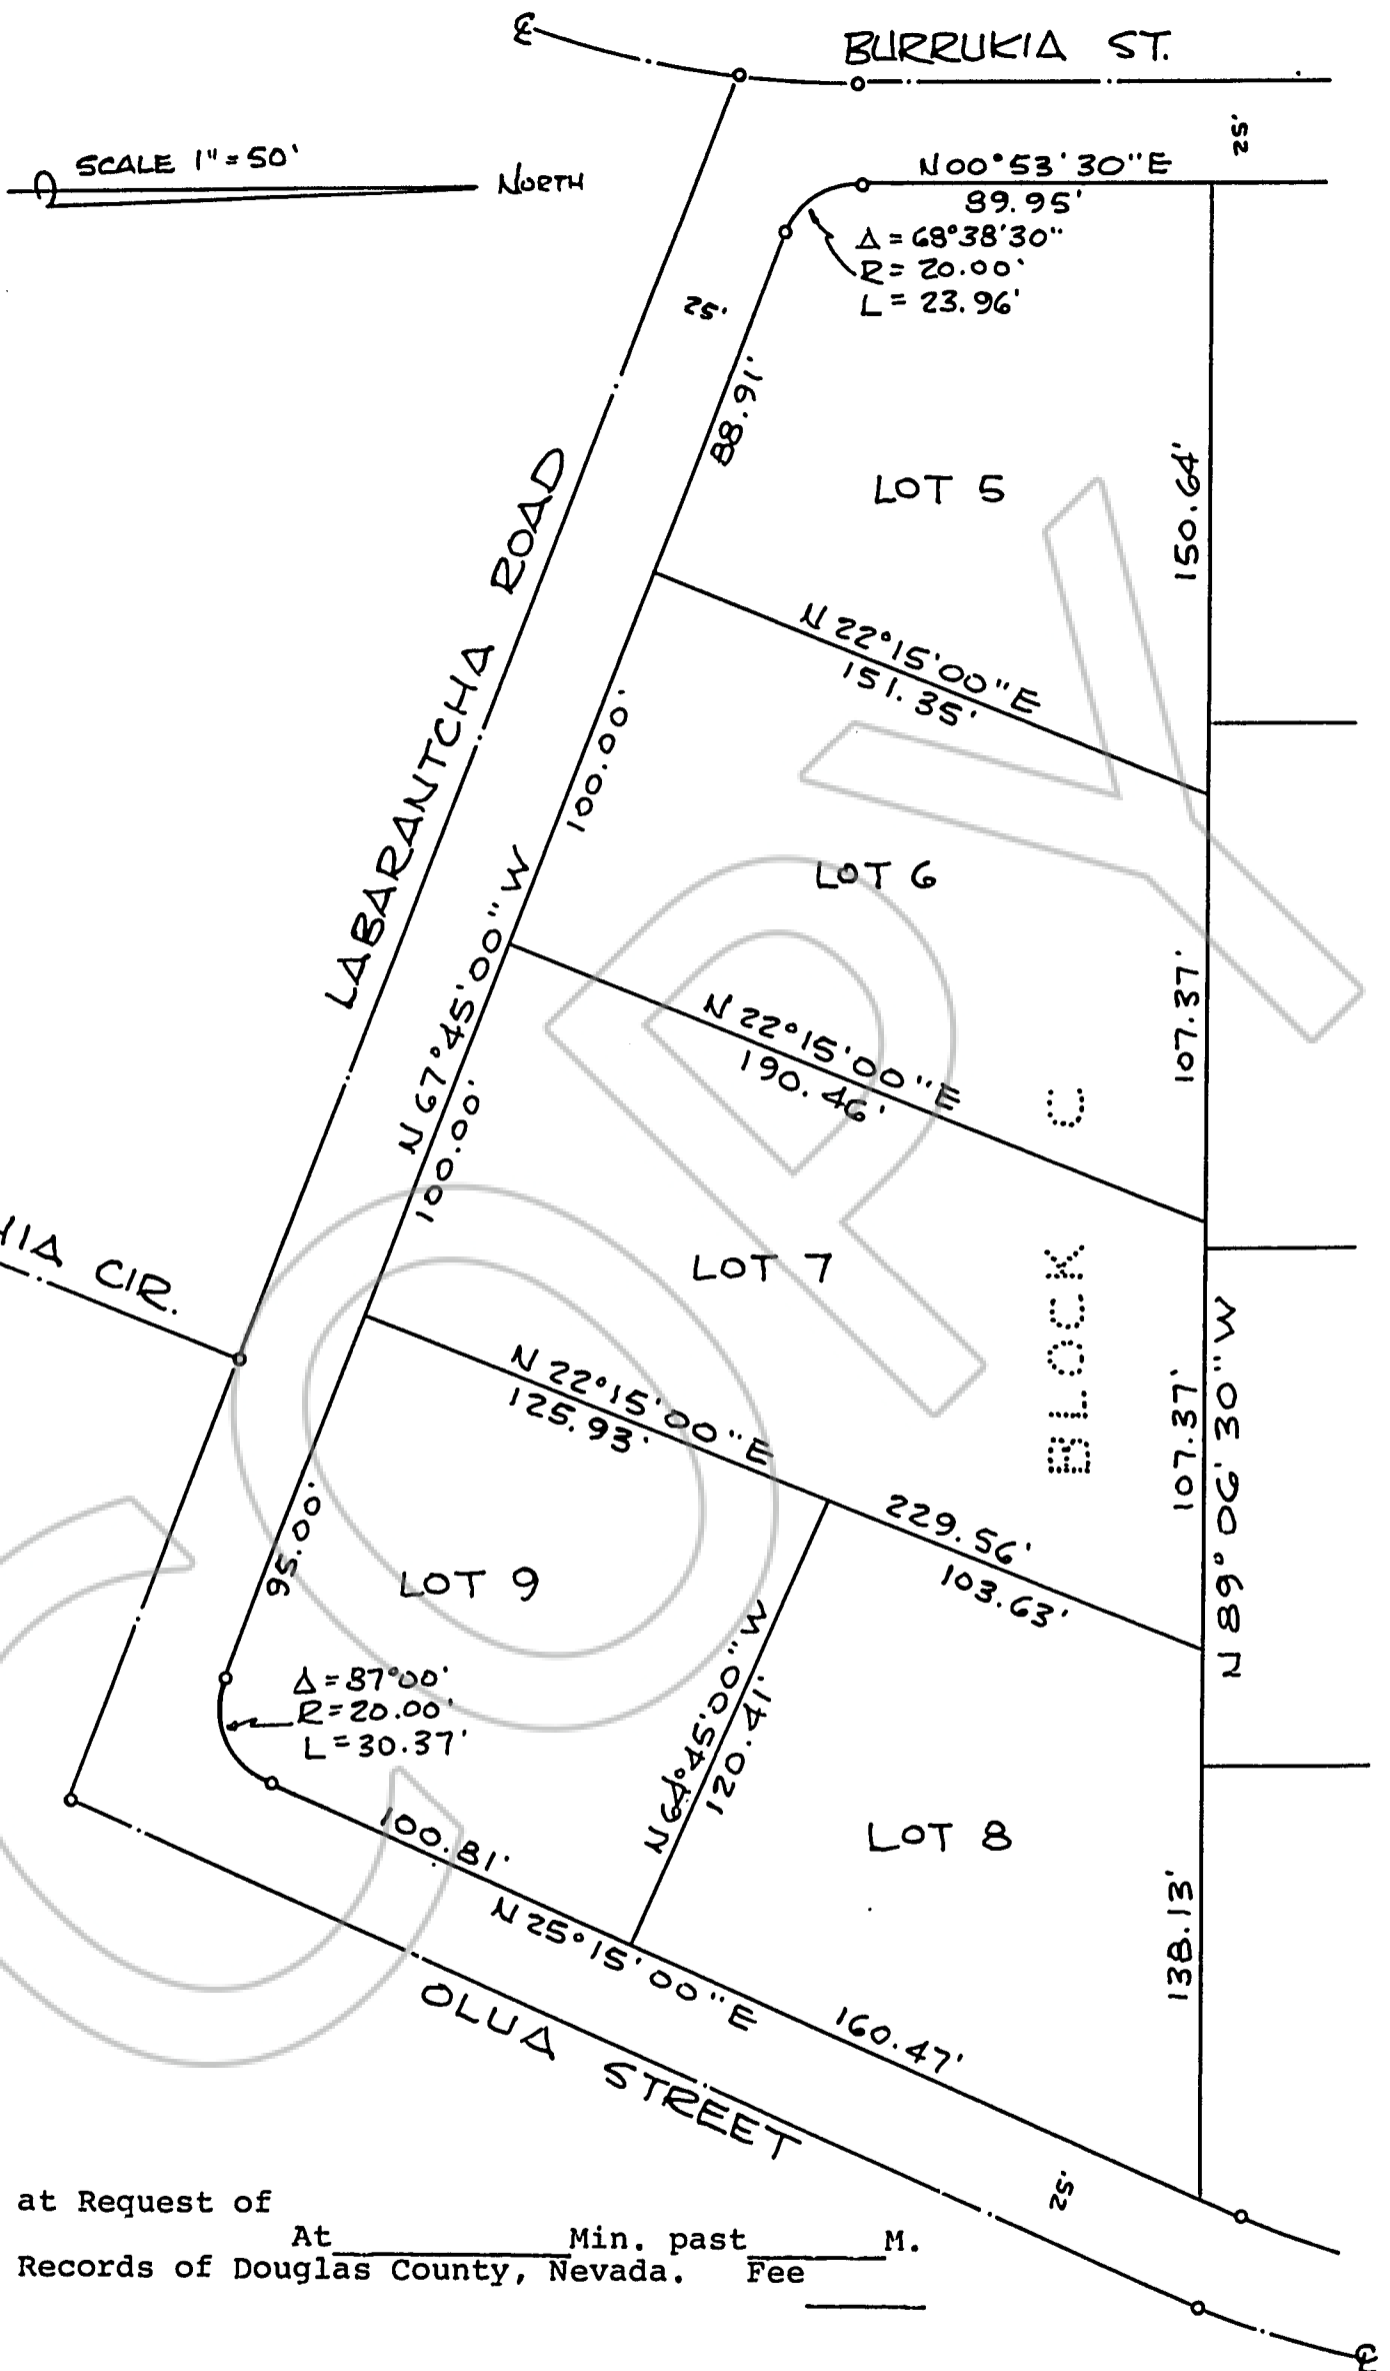 ℄
BURRUKIA ST.
SCALE 1"=50'
NORTH
25'
N00°53'30"E
89.95'
Δ=68°38'30"
R=20.00'
L=23.96'
25'
88.91'
LABARANTCHA ROAD
LOT 5
150.64'
N22°15'00"E
151.35'
100.00'
LOT 6
N67°45'00"W
N22°15'00"E
190.46'
107.37'
100.00'
BLOCK C
HIA CIR.
LOT 7
N22°15'00"E
125.93'
229.56'
103.63'
107.37'
N89°06'30"W
95.00'
LOT 9
Δ=87°00'
R=20.00'
L=30.37'
N64°45'00"W
120.41'
LOT 8
138.13'
100.81'
N25°15'00"E
160.47'
OLUA STREET
25'
COPY
at Request of
At Min. past M.
Records of Douglas County, Nevada. Fee
℄